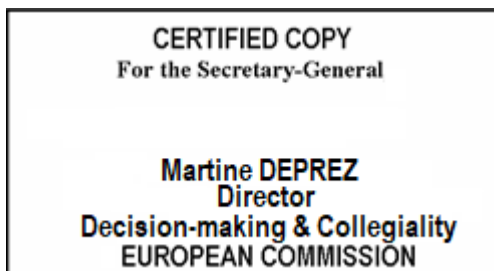 CERTIFIED COPY
For the Secretary-General
Martine DEPREZ
Director
Decision-making & Collegiality
EUROPEAN COMMISSION